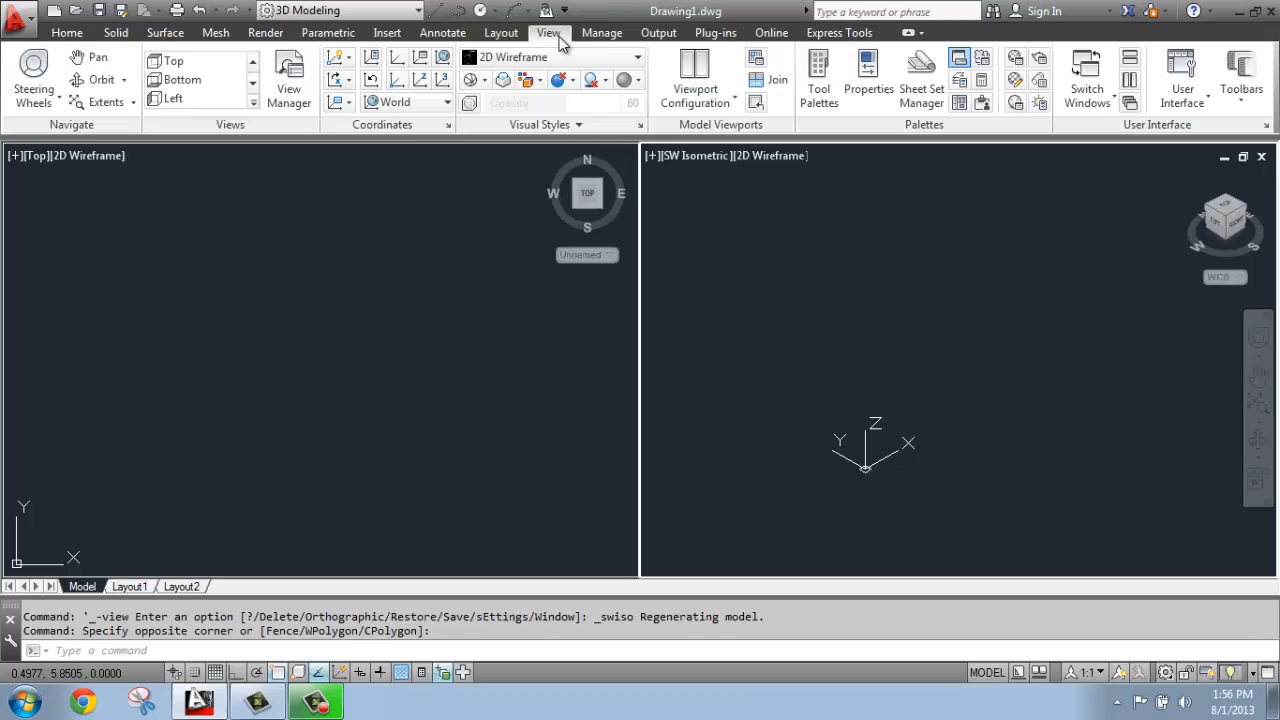 3D Modeling
Drawing1.dwg
Type a keyword or phrase
Sign In
Home Solid Surface Mesh Render Parametric Insert Annotate Layout View Manage Output Plug-ins Online Express Tools
Steering Wheels
Pan
Orbit
Extents
Navigate
Top
Bottom
Left
View Manager
Views
World
Coordinates
2D Wireframe
Opacity 60
Visual Styles
Viewport Configuration
Join
Model Viewports
Tool Palettes
Properties
Sheet Set Manager
Palettes
Switch Windows
User Interface
Toolbars
User Interface
[+][Top][2D Wireframe]
N
W TOP E
S
Unnamed
Y
X
[+][SW Isometric][2D Wireframe]
TOP
W S
WCS
Z
Y X
Model Layout1 Layout2
Command: '_-view Enter an option [?/Delete/Orthographic/Restore/Save/sEttings/Window]: _swiso Regenerating model.
Command: Specify opposite corner or [Fence/WPolygon/CPolygon]:
Type a command
0.4977, 5.8505, 0.0000
MODEL
1:1
1:56 PM
8/1/2013